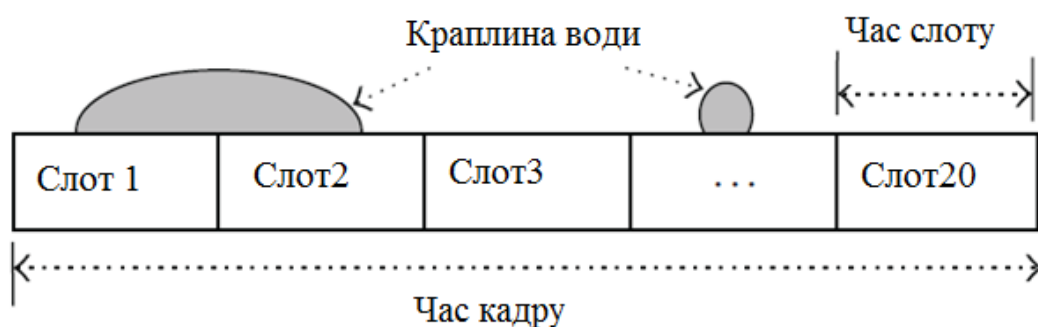 Краплина води
Час слоту
Слот 1
Слот2
Слот3
...
Слот20
Час кадру